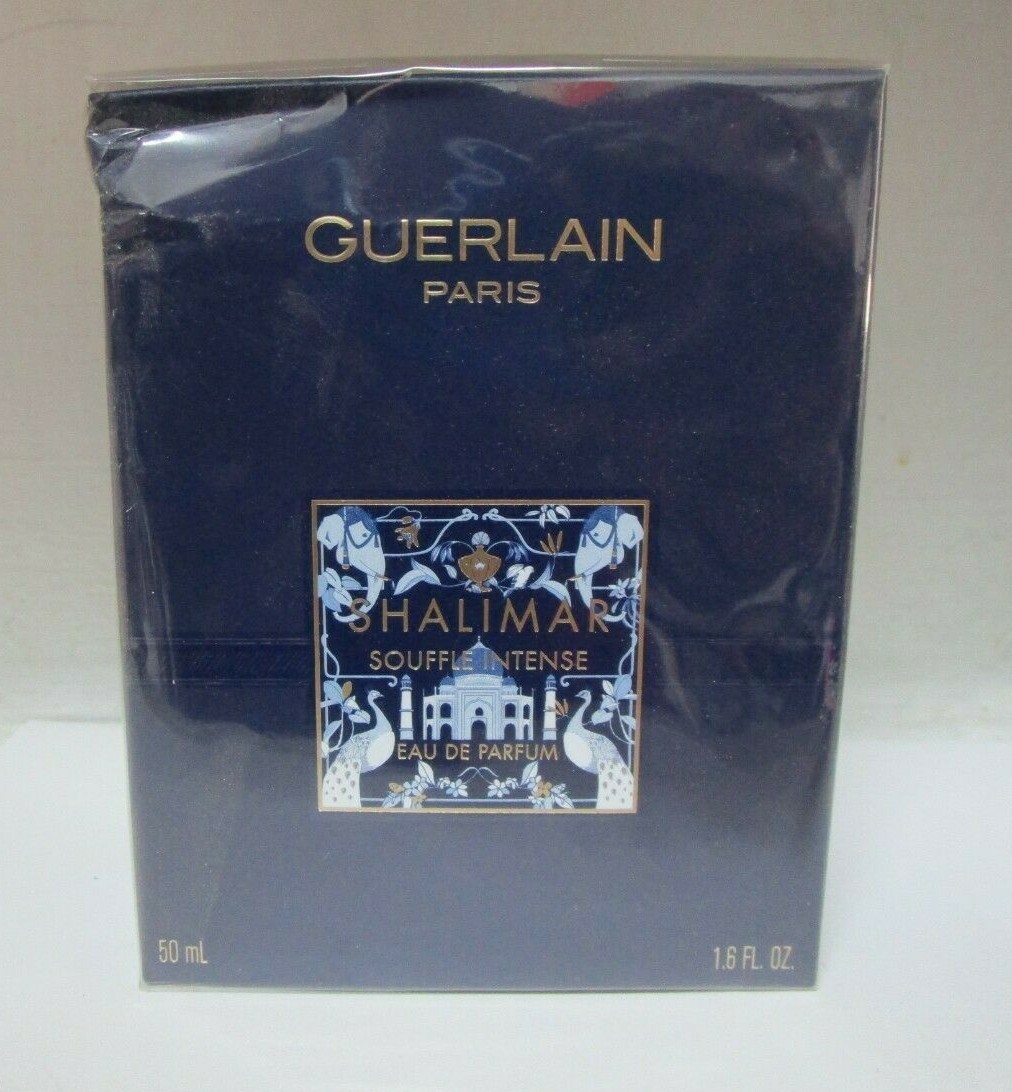 GUERLAIN
PARIS
SHALIMAR
SOUFFLE INTENSE
EAU DE PARFUM
50 mL
1.6 FL. OZ.